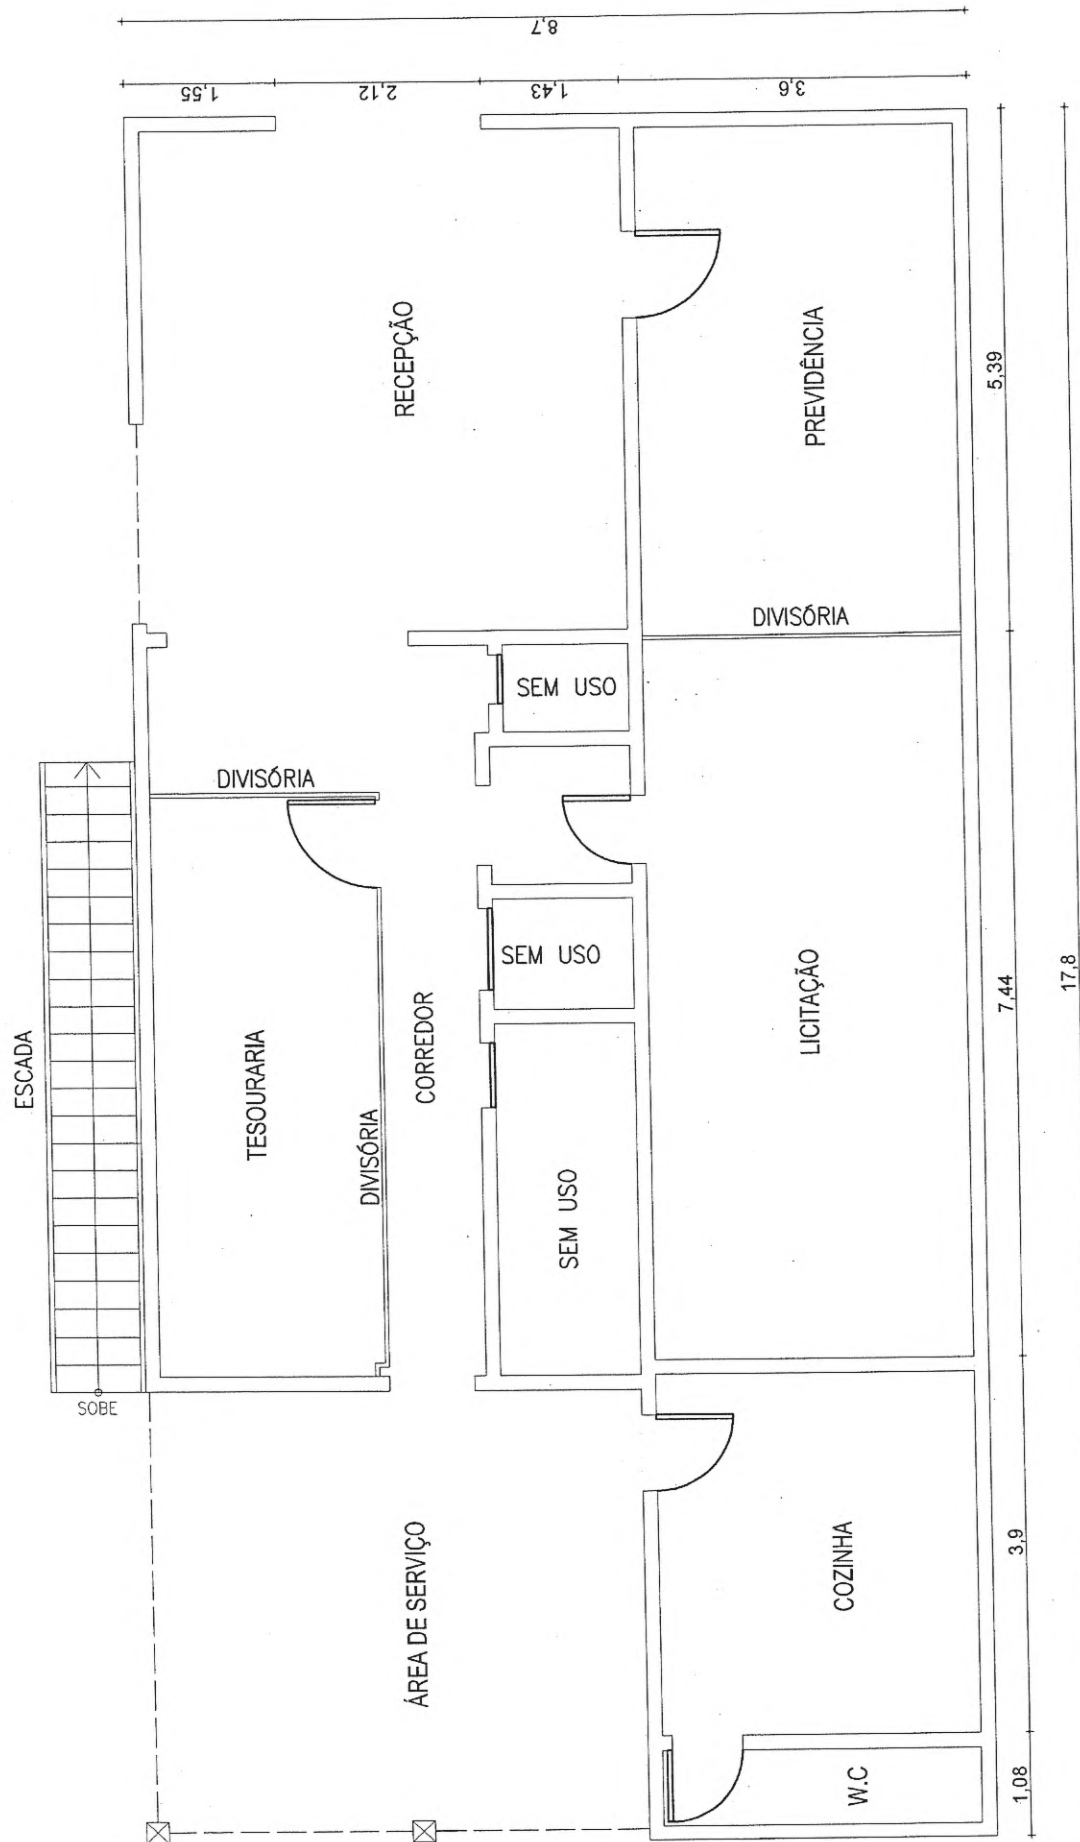 8,7
1,55
2,12
1,43
3,6
RECEPÇÃO
PREVIDÊNCIA
5,39
DIVISÓRIA
SEM USO
DIVISÓRIA
SEM USO
ESCADA
TESOURARIA
CORREDOR
LICITAÇÃO
7,44
17,8
DIVISÓRIA
SEM USO
SOBE
ÁREA DE SERVIÇO
COZINHA
3,9
W.C
1,08